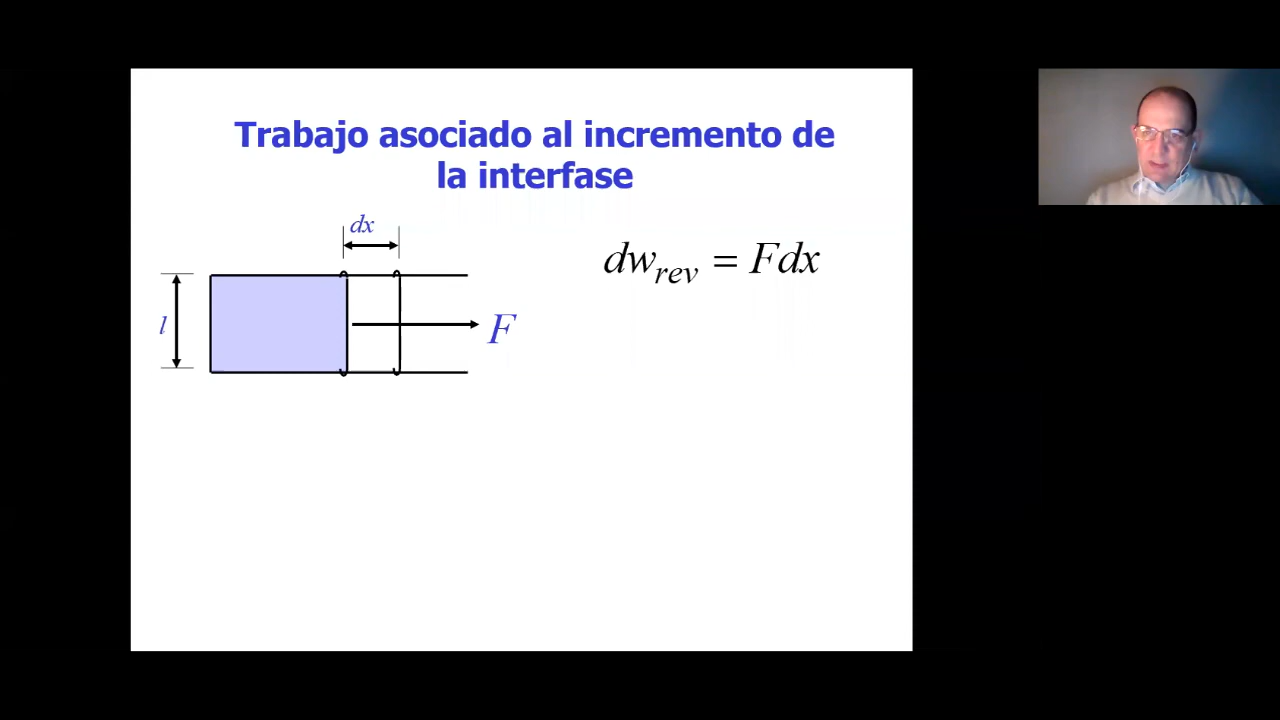 Trabajo asociado al incremento de
la interfase
dx
dw_rev = Fdx
l
F